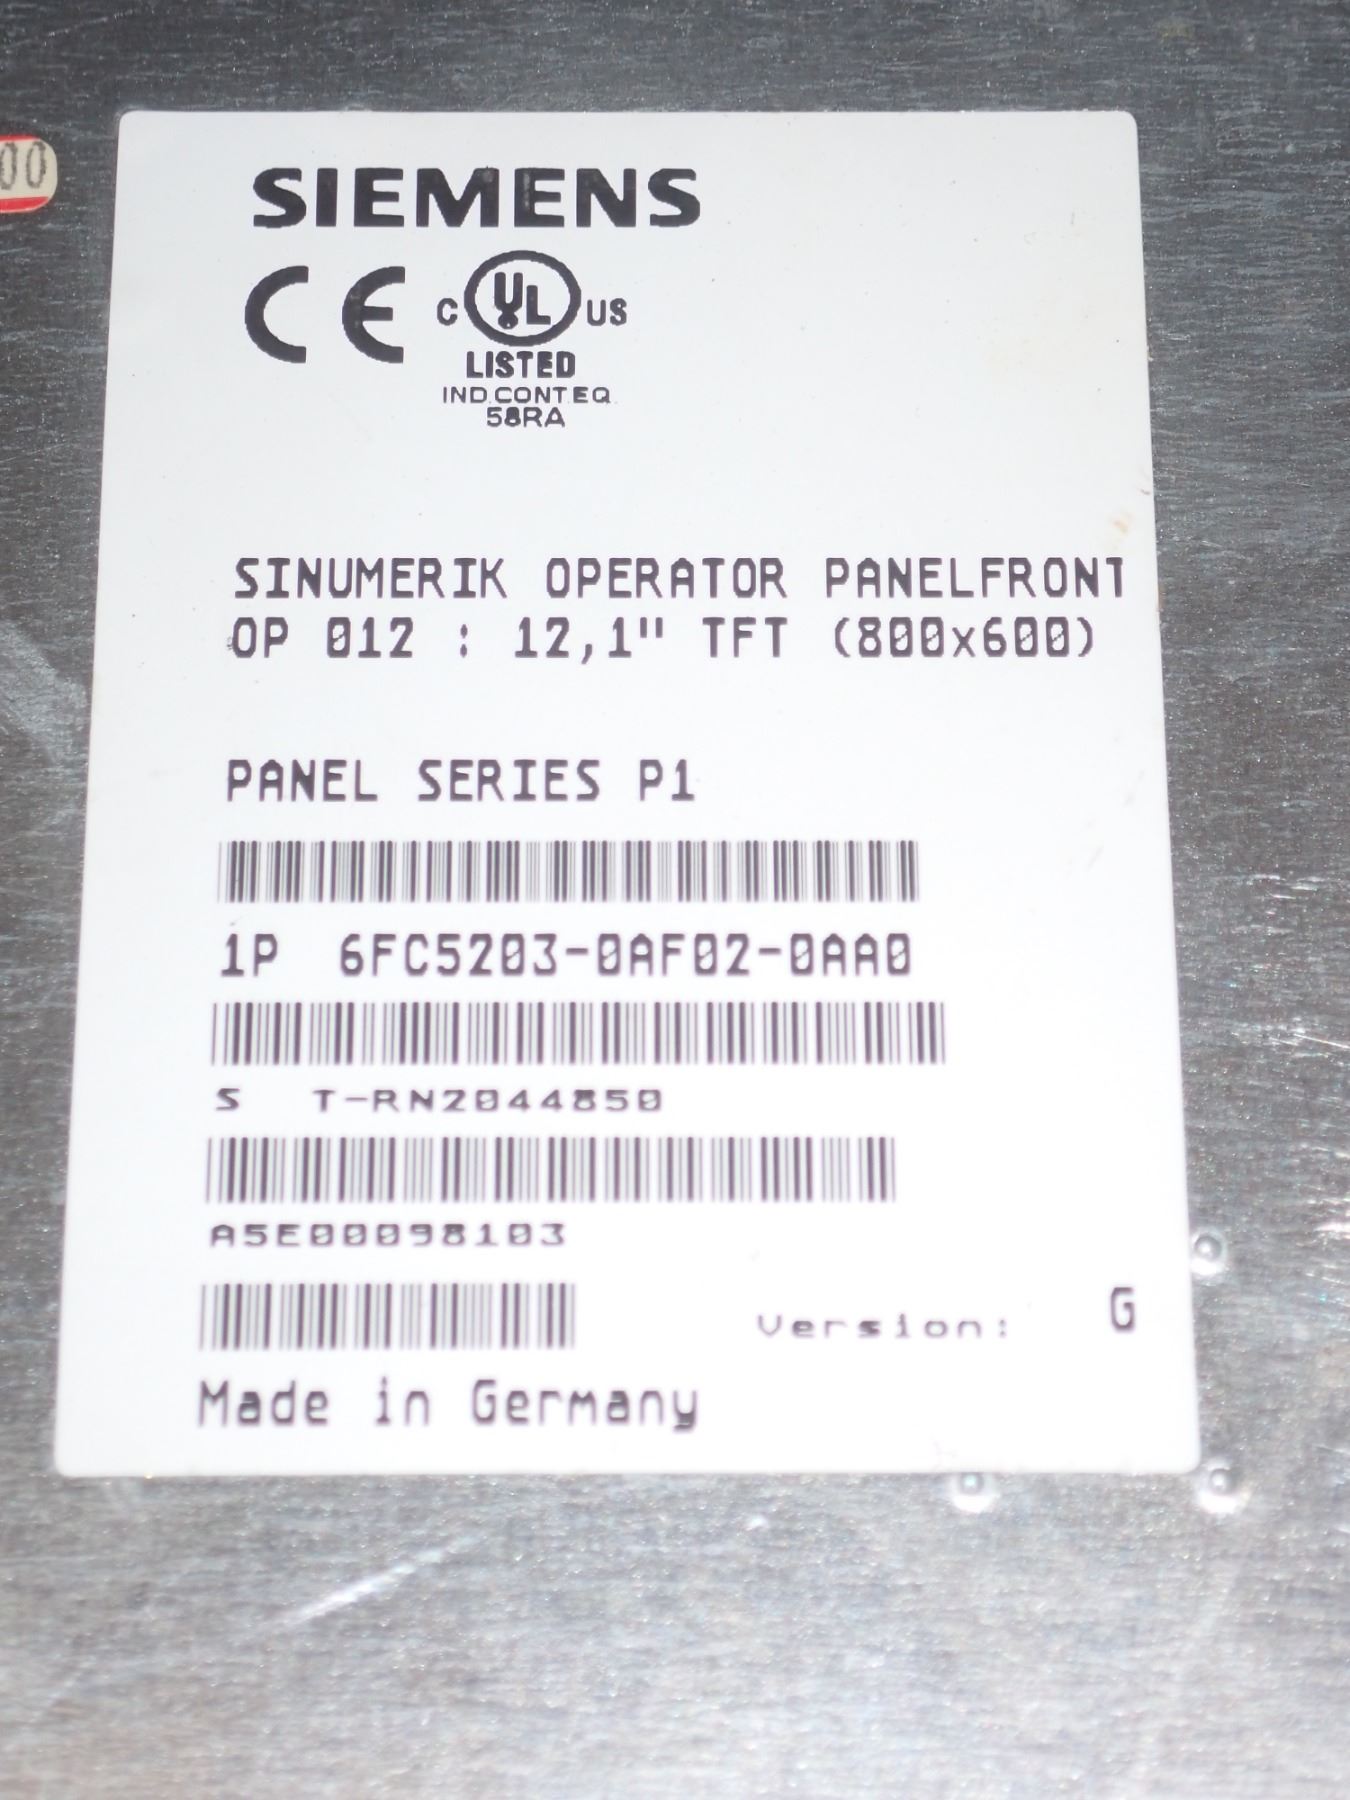 00
SIEMENS
CE C UL US
LISTED
IND.CONT.EQ.
58RA
SINUMERIK OPERATOR PANELFRONT
OP 012 : 12,1" TFT (800x600)
PANEL SERIES P1
1P 6FC5203-0AF02-0AA0
S T-RN2044850
A5E00098103
Version: G
Made in Germany